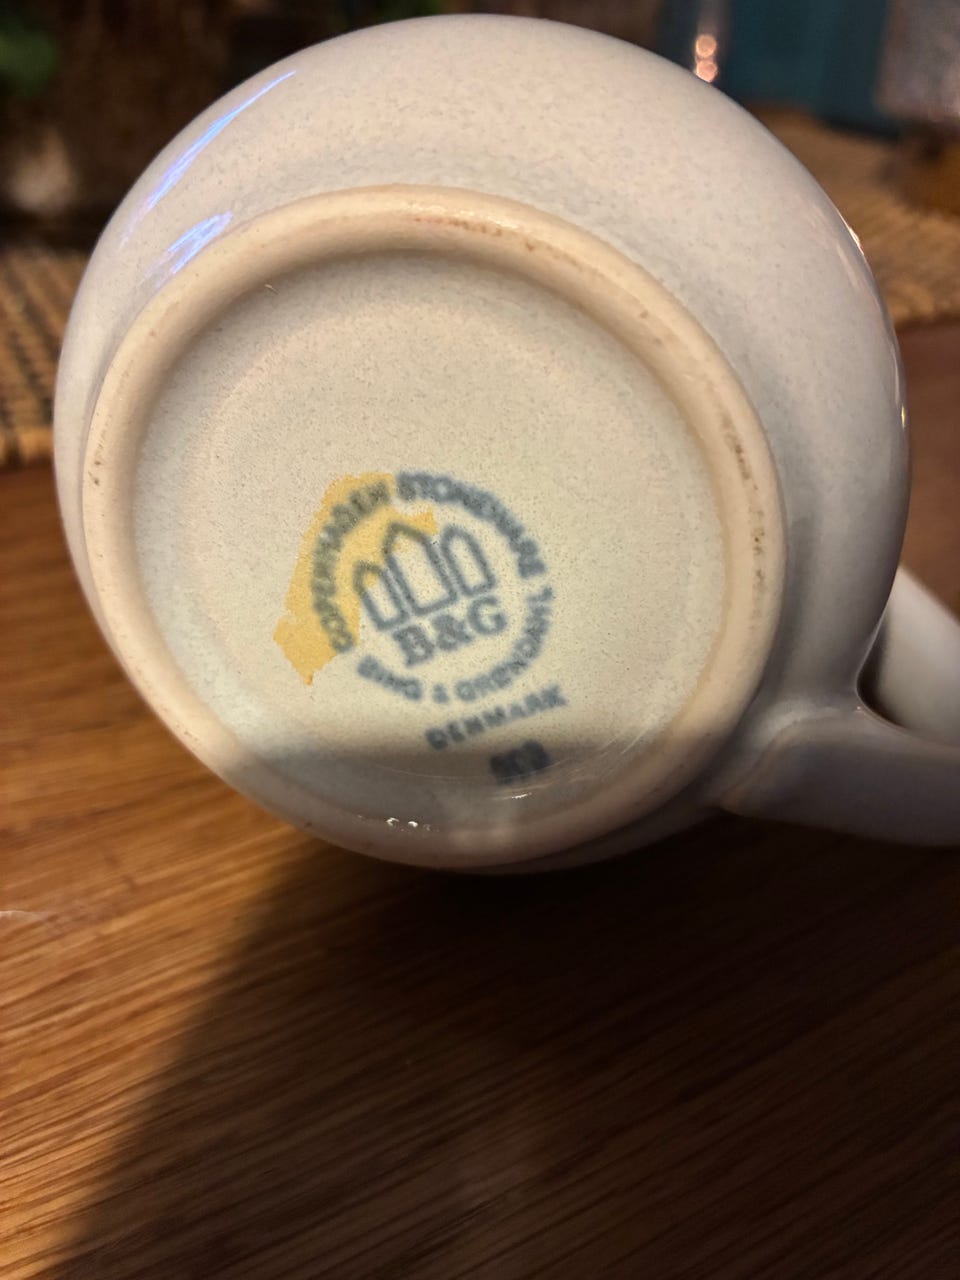 COPENHAGEN STONEWARE
B&G
BING & GRØNDAHL
DENMARK